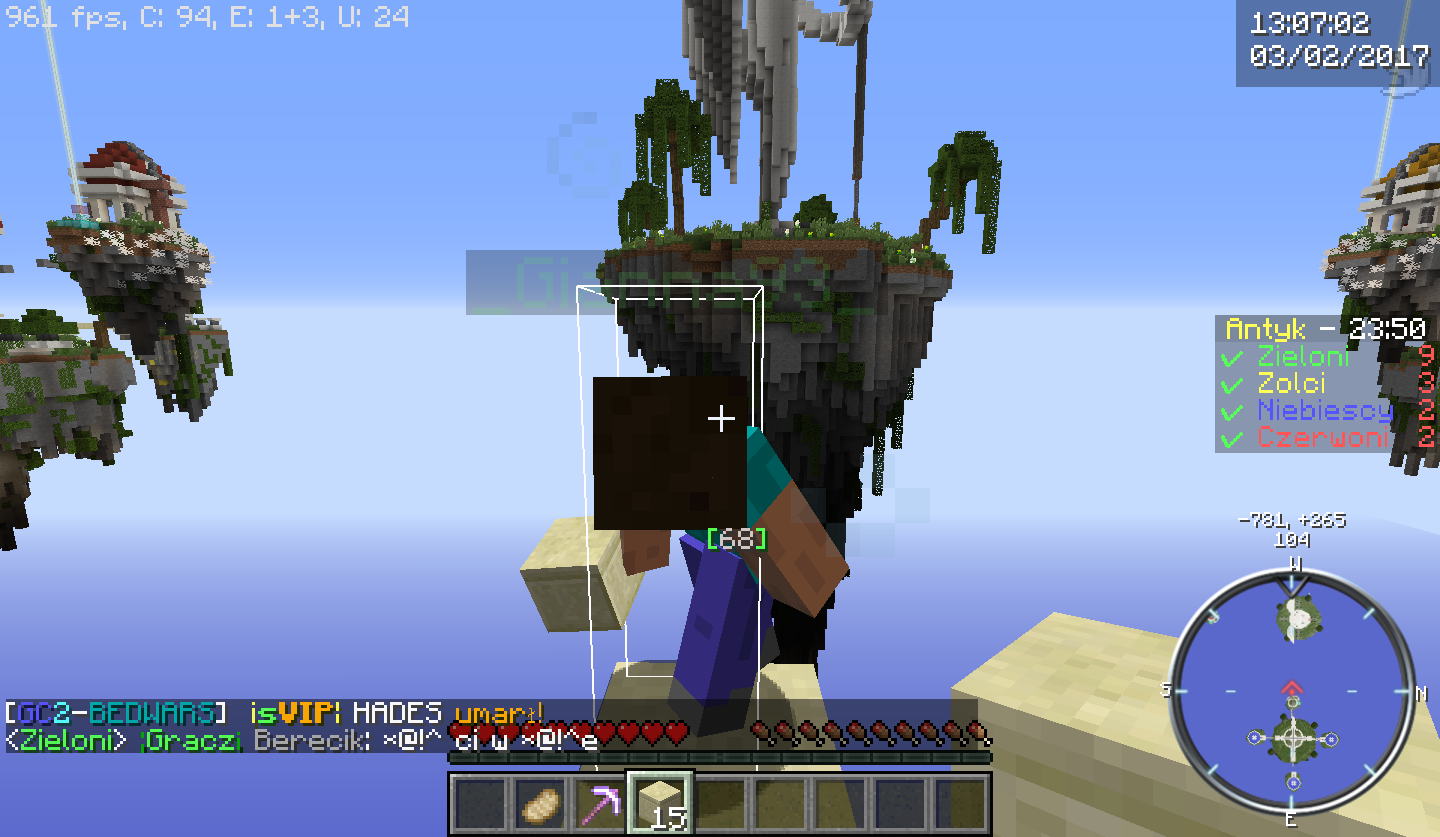 961 fps, C: 94, E: 1+3, U: 24
13:07:02
03/02/2017
Antyk - 23:50
✓ Zieloni 9
✓ Zolci 3
✓ Niebiescy 2
✓ Czerwoni 2
[68]
-781, +265
104
W
S
N
E
[GC2-BEDWARS] isVIP¦ HADES umarł!
<Zieloni> ¦Gracz¦ Berecik: ×@!^ ci w ×@!^e
15